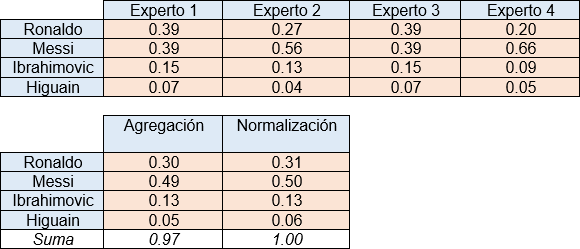 Experto 1 Experto 2 Experto 3 Experto 4
Ronaldo 0.39 0.27 0.39 0.20
Messi 0.39 0.56 0.39 0.66
Ibrahimovic 0.15 0.13 0.15 0.09
Higuain 0.07 0.04 0.07 0.05
Agregación Normalización
Ronaldo 0.30 0.31
Messi 0.49 0.50
Ibrahimovic 0.13 0.13
Higuain 0.05 0.06
Suma 0.97 1.00